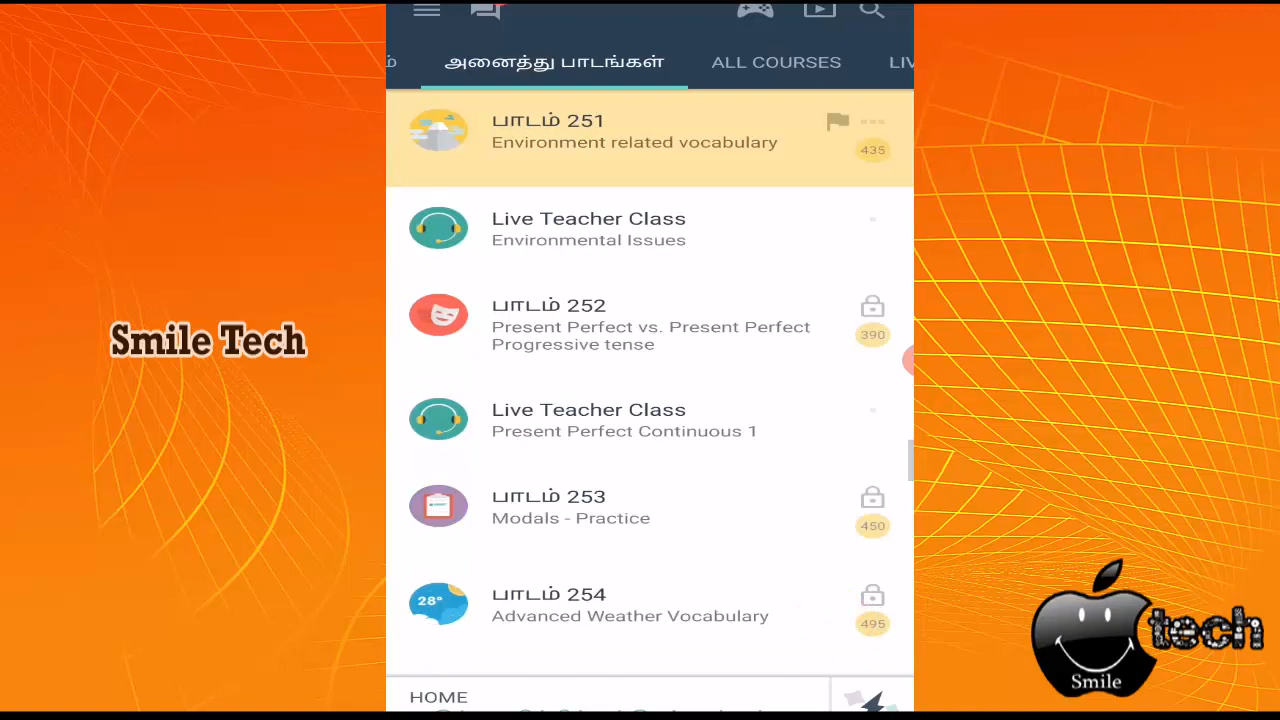 அனைத்து பாடங்கள்
ALL COURSES
பாடம் 251
Environment related vocabulary
435
Live Teacher Class
Environmental Issues
பாடம் 252
Present Perfect vs. Present Perfect
Progressive tense
390
Live Teacher Class
Present Perfect Continuous 1
பாடம் 253
Modals - Practice
450
28°
பாடம் 254
Advanced Weather Vocabulary
495
HOME
Smile Tech
tech
Smile